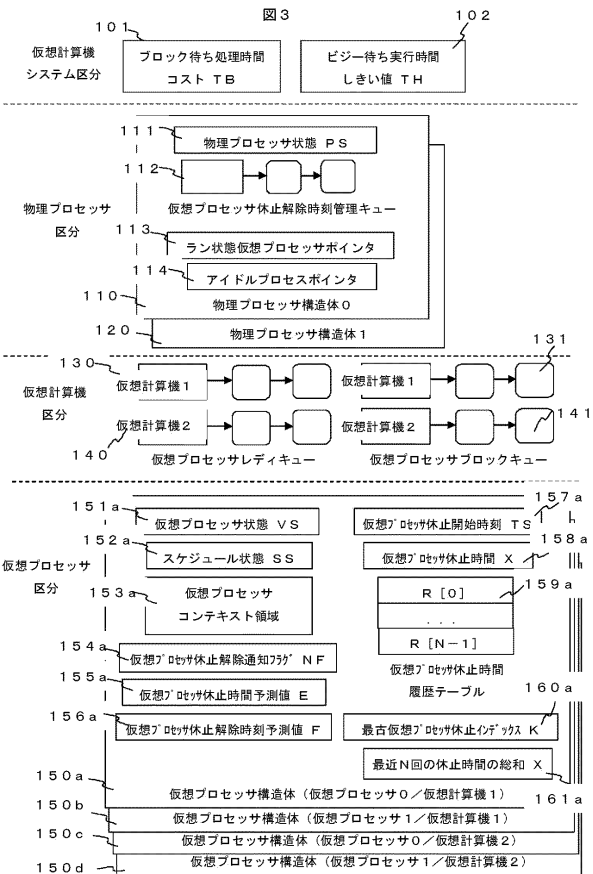 図3
101
102
仮想計算機
システム区分
ブロック待ち処理時間
コスト TB
ビジー待ち実行時間
しきい値 TH
111
物理プロセッサ状態 PS
112
仮想プロセッサ休止解除時刻管理キュー
物理プロセッサ
区分
113
ラン状態仮想プロセッサポインタ
114
アイドルプロセスポインタ
110
物理プロセッサ構造体0
120
物理プロセッサ構造体1
130
131
仮想計算機
区分
仮想計算機1
仮想計算機1
仮想計算機2
仮想計算機2
141
140
仮想プロセッサレディキュー
仮想プロセッサブロックキュー
151a
157a
仮想プロセッサ状態 VS
仮想プロセッサ休止開始時刻 TS
152a
158a
仮想プロセッサ
区分
スケジュール状態 SS
仮想プロセッサ休止時間 X
153a
159a
仮想プロセッサ
コンテキスト領域
R [0]
...
R [N−1]
154a
仮想プロセッサ休止解除通知フラグ NF
仮想プロセッサ休止時間
履歴テーブル
155a
仮想プロセッサ休止時間予測値 E
160a
156a
仮想プロセッサ休止解除時刻予測値 F
最古仮想プロセッサ休止インデックス K
最近N回の休止時間の総和 X
150a
161a
仮想プロセッサ構造体(プロセッサ0/仮想計算機1)
150b
仮想プロセッサ構造体(プロセッサ1/仮想計算機1)
150c
仮想プロセッサ構造体(プロセッサ0/仮想計算機2)
150d
仮想プロセッサ構造体(プロセッサ1/仮想計算機2)